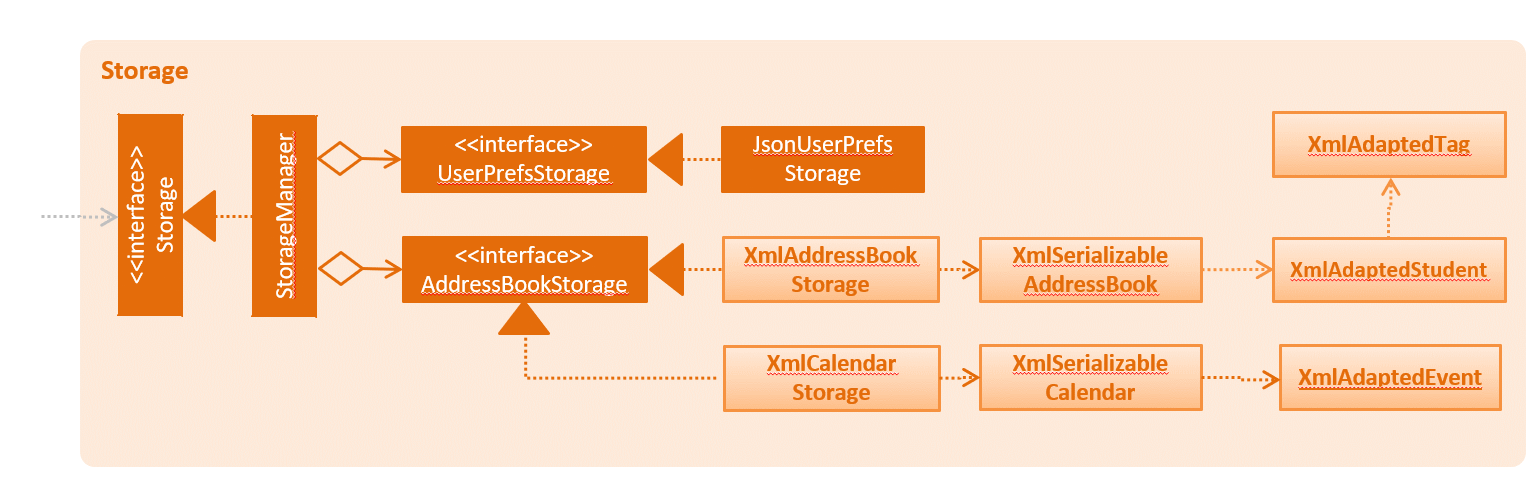 Storage
<<interface>>
Storage
StorageManager
<<interface>>
UserPrefsStorage
JsonUserPrefs
Storage
XmlAdaptedTag
<<interface>>
AddressBookStorage
XmlAddressBook
Storage
XmlSerializable
AddressBook
XmlAdaptedStudent
XmlCalendar
Storage
XmlSerializable
Calendar
XmlAdaptedEvent